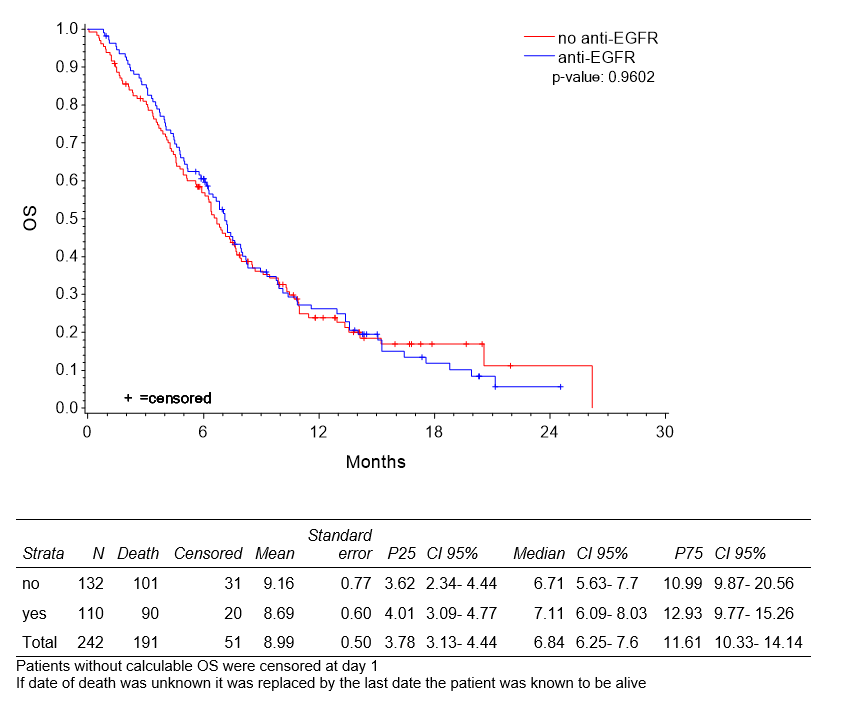 1.0
no anti-EGFR
anti-EGFR
p-value: 0.9602
0.9
0.8
0.7
0.6
0.5
OS
0.4
0.3
0.2
0.1
+ =censored
0.0
0 6 12 18 24 30
Months
Standard
Strata N Death Censored Mean error P25 CI 95% Median CI 95% P75 CI 95%
no 132 101 31 9.16 0.77 3.62 2.34- 4.44 6.71 5.63- 7.7 10.99 9.87- 20.56
yes 110 90 20 8.69 0.60 4.01 3.09- 4.77 7.11 6.09- 8.03 12.93 9.77- 15.26
Total 242 191 51 8.99 0.50 3.78 3.13- 4.44 6.84 6.25- 7.6 11.61 10.33- 14.14
Patients without calculable OS were censored at day 1
If date of death was unknown it was replaced by the last date the patient was known to be alive